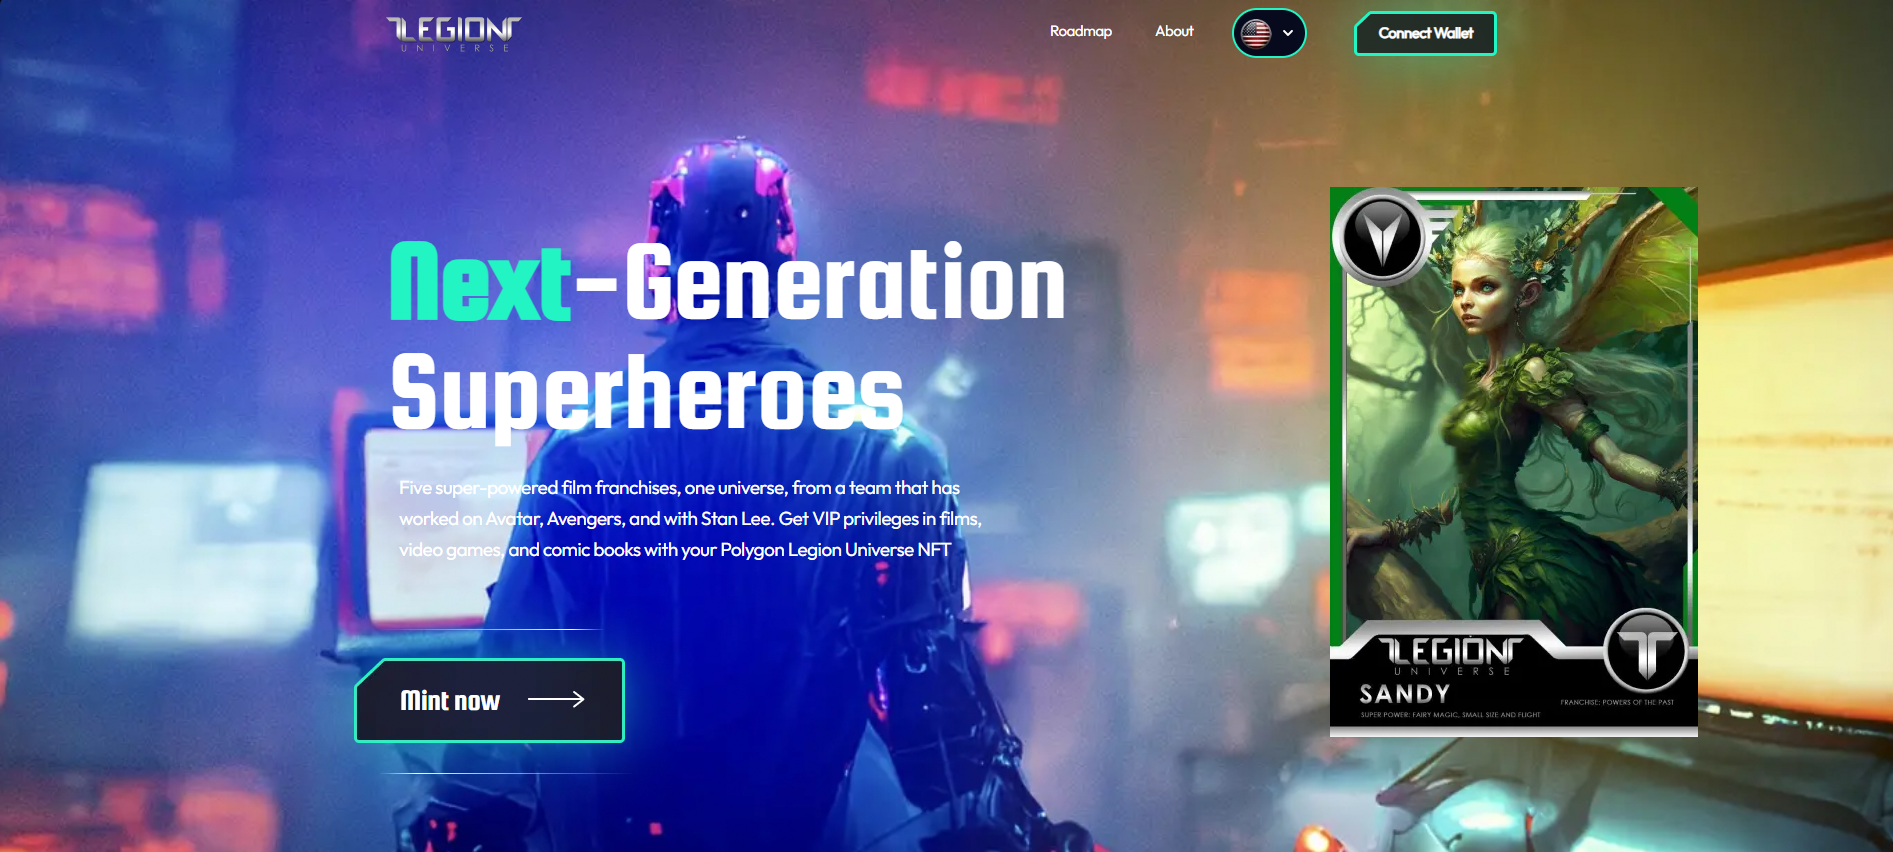 LEGION
UNIVERSE
Roadmap
About
Connect Wallet
Next-Generation
Superheroes
Five super-powered film franchises, one universe, from a team that has
worked on Avatar, Avengers, and with Stan Lee. Get VIP privileges in films,
video games, and comic books with your Polygon Legion Universe NFT
Mint now
LEGION
UNIVERSE
SANDY
SUPER POWER: FAIRY MAGIC, SMALL SIZE AND FLIGHT
FRANCHISE: POWERS OF THE PAST